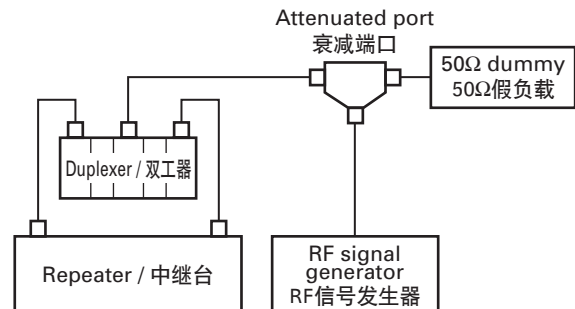 Attenuated port
衰减端口
50Ω dummy
50Ω假负载
Duplexer / 双工器
Repeater / 中继台
RF signal
generator
RF信号发生器